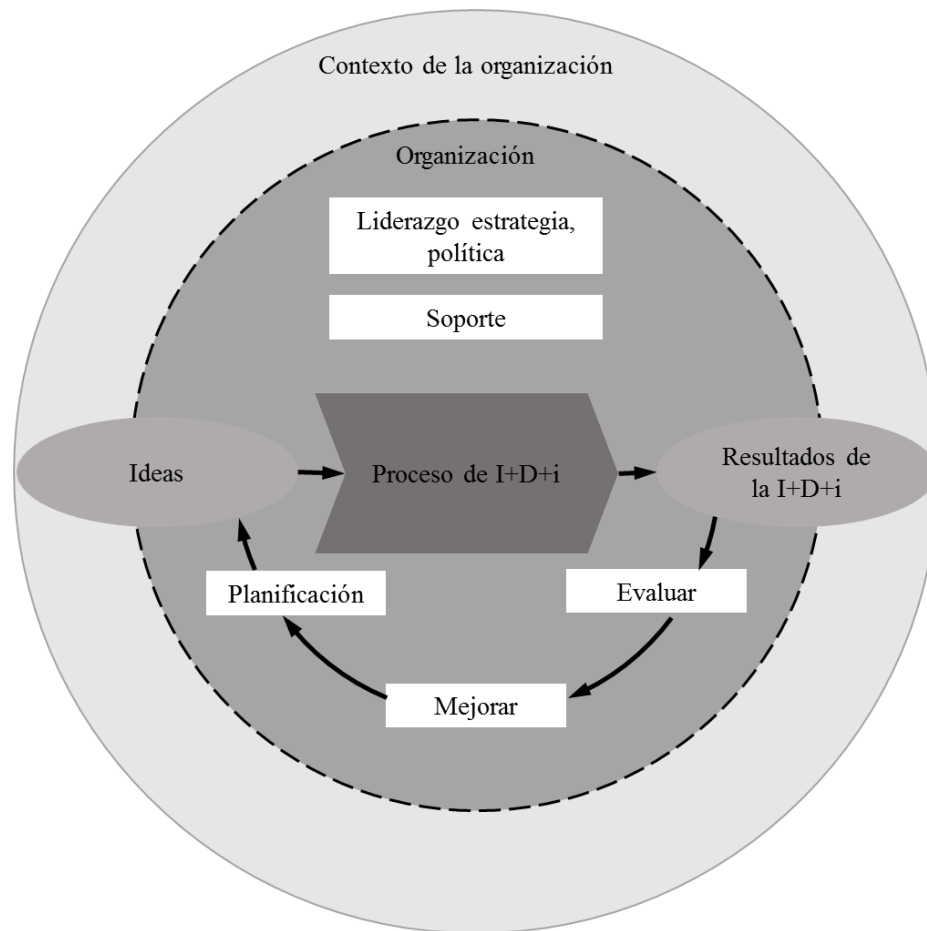 Contexto de la organización
Organización
Liderazgo estrategia,
política
Soporte
Ideas
Proceso de I+D+i
Resultados de
la I+D+i
Planificación
Evaluar
Mejorar